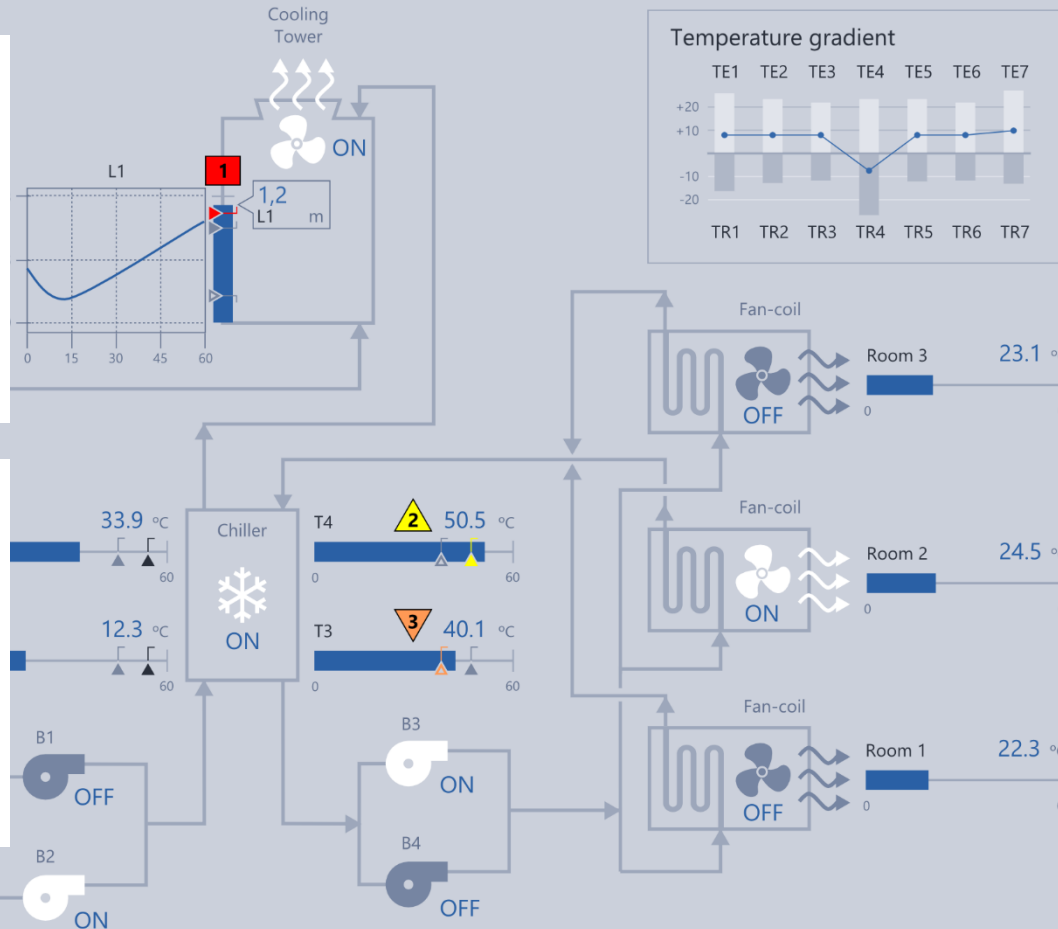 Cooling
Tower
ON
Temperature gradient
TE1 TE2 TE3 TE4 TE5 TE6 TE7
+20
+10
-10
-20
TR1 TR2 TR3 TR4 TR5 TR6 TR7
L1
1
1,2
L1 m
0 15 30 45 60
Fan-coil
OFF
Room 3 23.1 º
0
33.9 ºC
60
Chiller
ON
T4 2 50.5 ºC
0 60
Fan-coil
ON
Room 2 24.5 º
0
12.3 ºC
60
T3 3 40.1 ºC
0 60
Fan-coil
OFF
Room 1 22.3 º
0
B1
OFF
B3
ON
B2
ON
B4
OFF